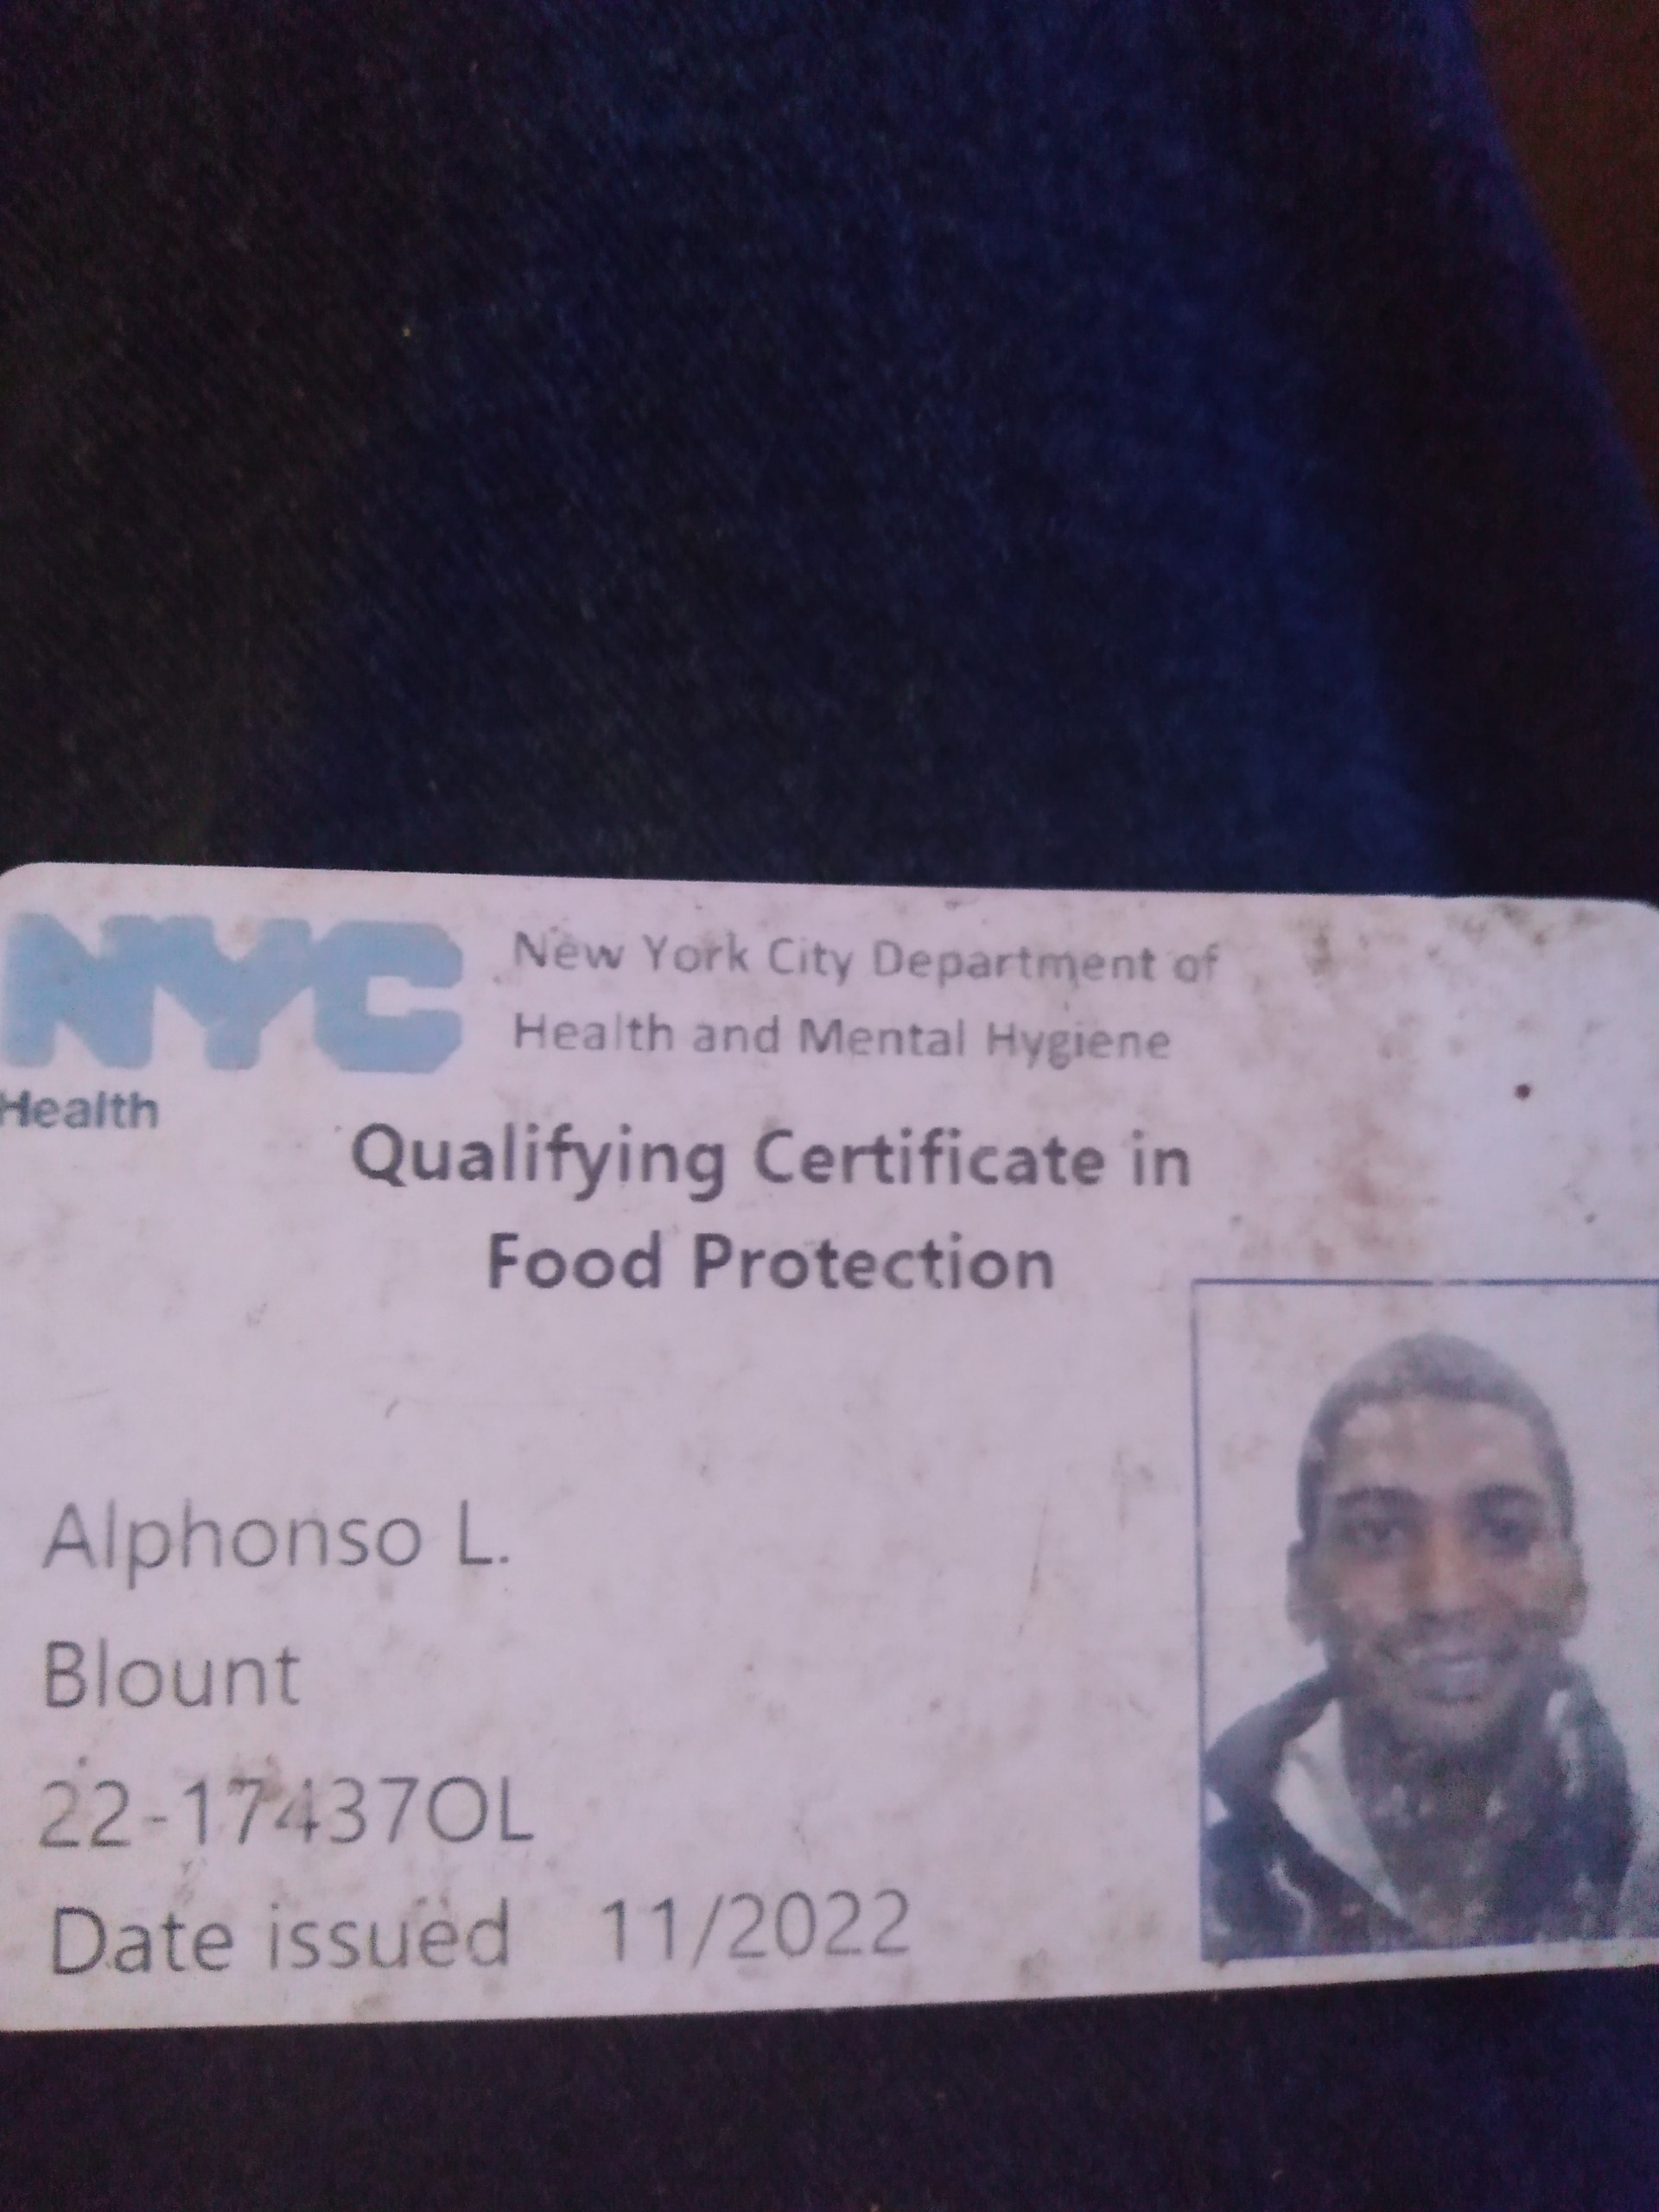 NYC
Health
New York City Department of
Health and Mental Hygiene
Qualifying Certificate in
Food Protection
Alphonso L.
Blount
22-17437OL
Date issued 11/2022